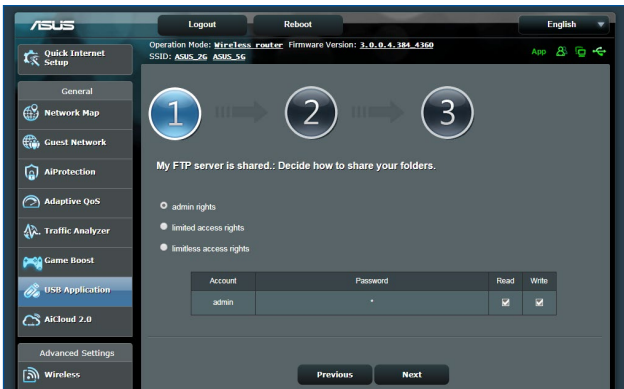 ASUS
Logout
Reboot
English
Quick Internet
Setup
Operation Mode: Wireless router Firmware Version: 3.0.0.4.384_4360
SSID: ASUS_2G ASUS_5G
App
General
Network Map
Guest Network
AiProtection
Adaptive QoS
Traffic Analyzer
Game Boost
USB Application
AiCloud 2.0
Advanced Settings
Wireless
1 2 3
My FTP server is shared.: Decide how to share your folders.
admin rights
limited access rights
limitless access rights
Account Password Read Write
admin *
Previous Next